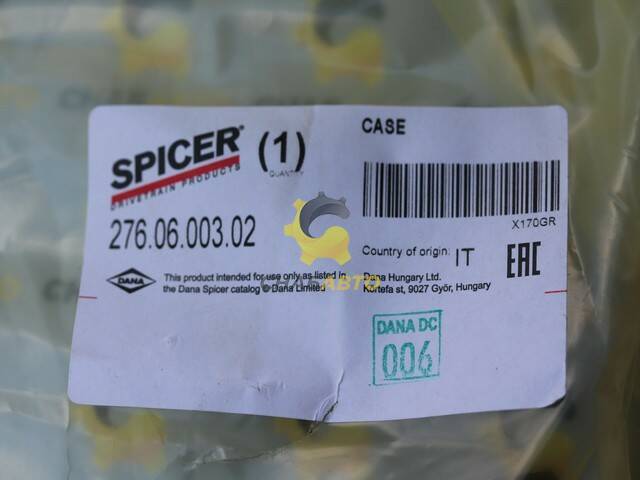 SPICER®
DRIVETRAIN PRODUCTS
(1)
QUANTITY
CASE
276.06.003.02
X170GR
Country of origin: IT
EAC
DANA
This product intended for use only as listed in
the Dana Spicer catalog © Dana Limited
Dana Hungary Ltd.
Kortefa st, 9027 Győr, Hungary
СНАБАВТО
DANA DC
006